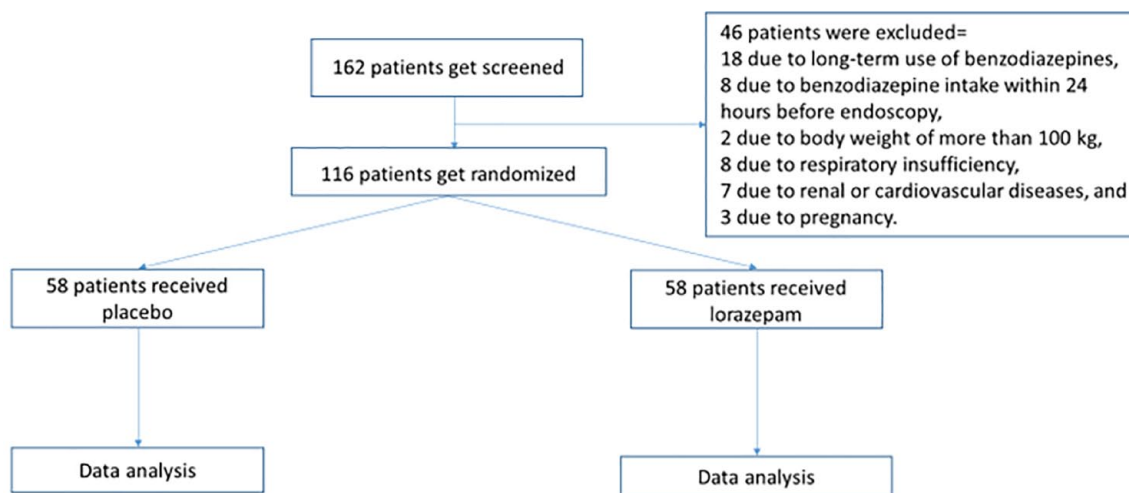 162 patients get screened
46 patients were excluded=
18 due to long-term use of benzodiazepines,
8 due to benzodiazepine intake within 24
hours before endoscopy,
2 due to body weight of more than 100 kg,
8 due to respiratory insufficiency,
7 due to renal or cardiovascular diseases, and
3 due to pregnancy.
116 patients get randomized
58 patients received
placebo
58 patients received
lorazepam
Data analysis
Data analysis